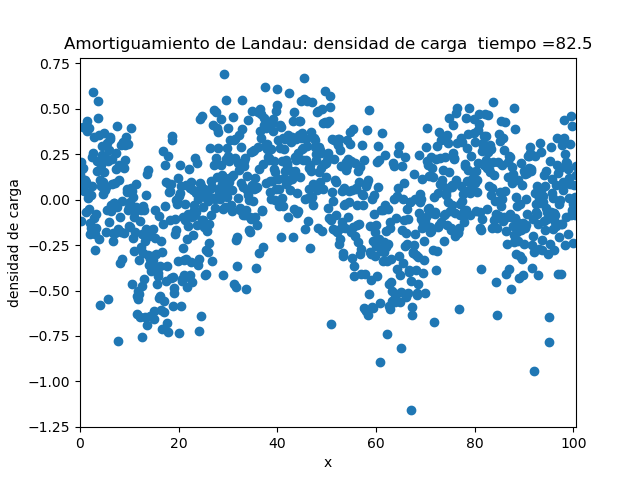 Amortiguamiento de Landau: densidad de carga  tiempo =82.5
0.75
0.50
0.25
0.00
−0.25
−0.50
−0.75
−1.00
−1.25
densidad de carga
0 20 40 60 80 100
x